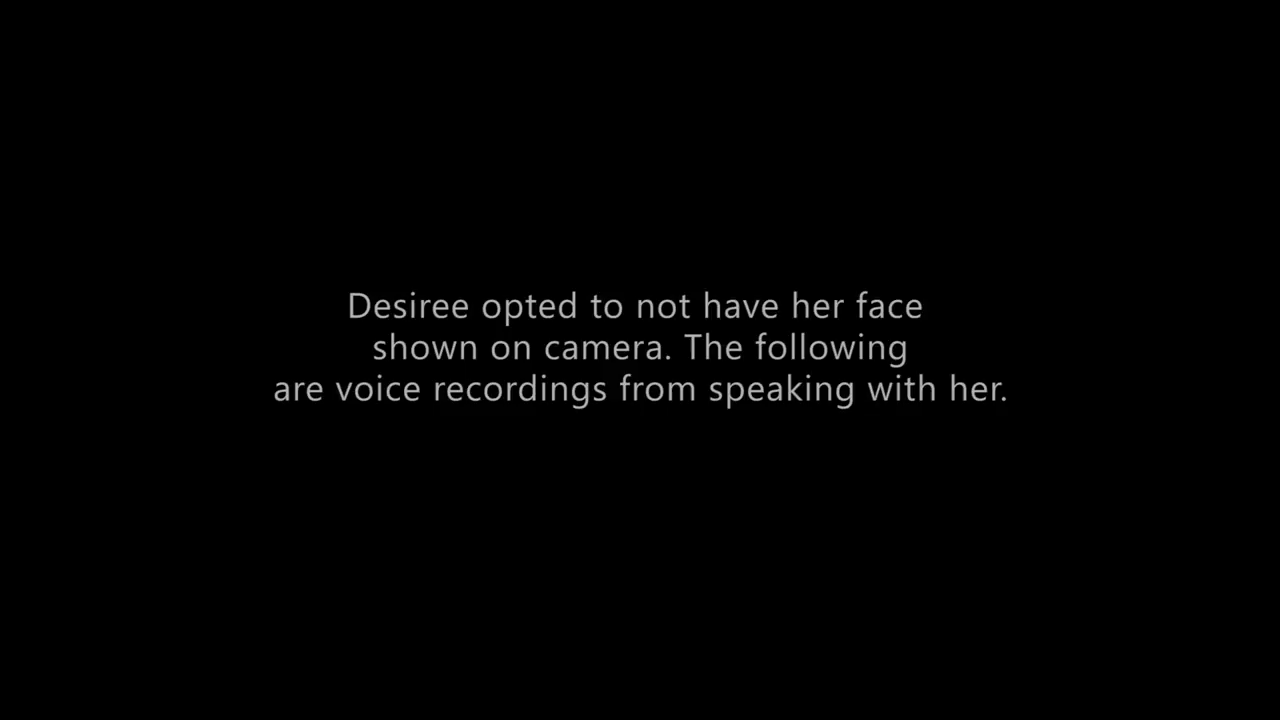 Desiree opted to not have her face
shown on camera. The following
are voice recordings from speaking with her.